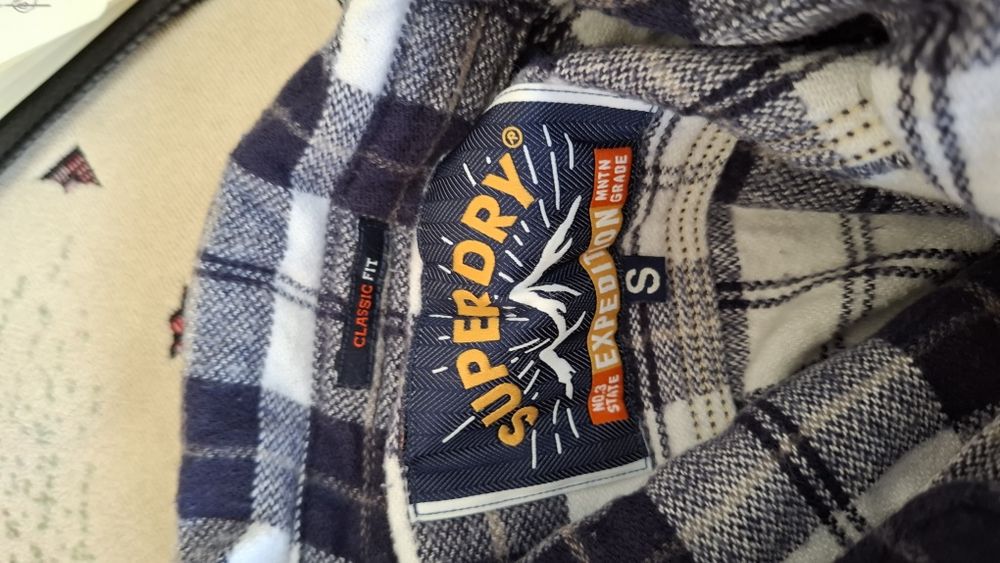 CLASSIC FIT
SUPERDRY®
NO.3 STATE EXPEDITION MNTN GRADE
S